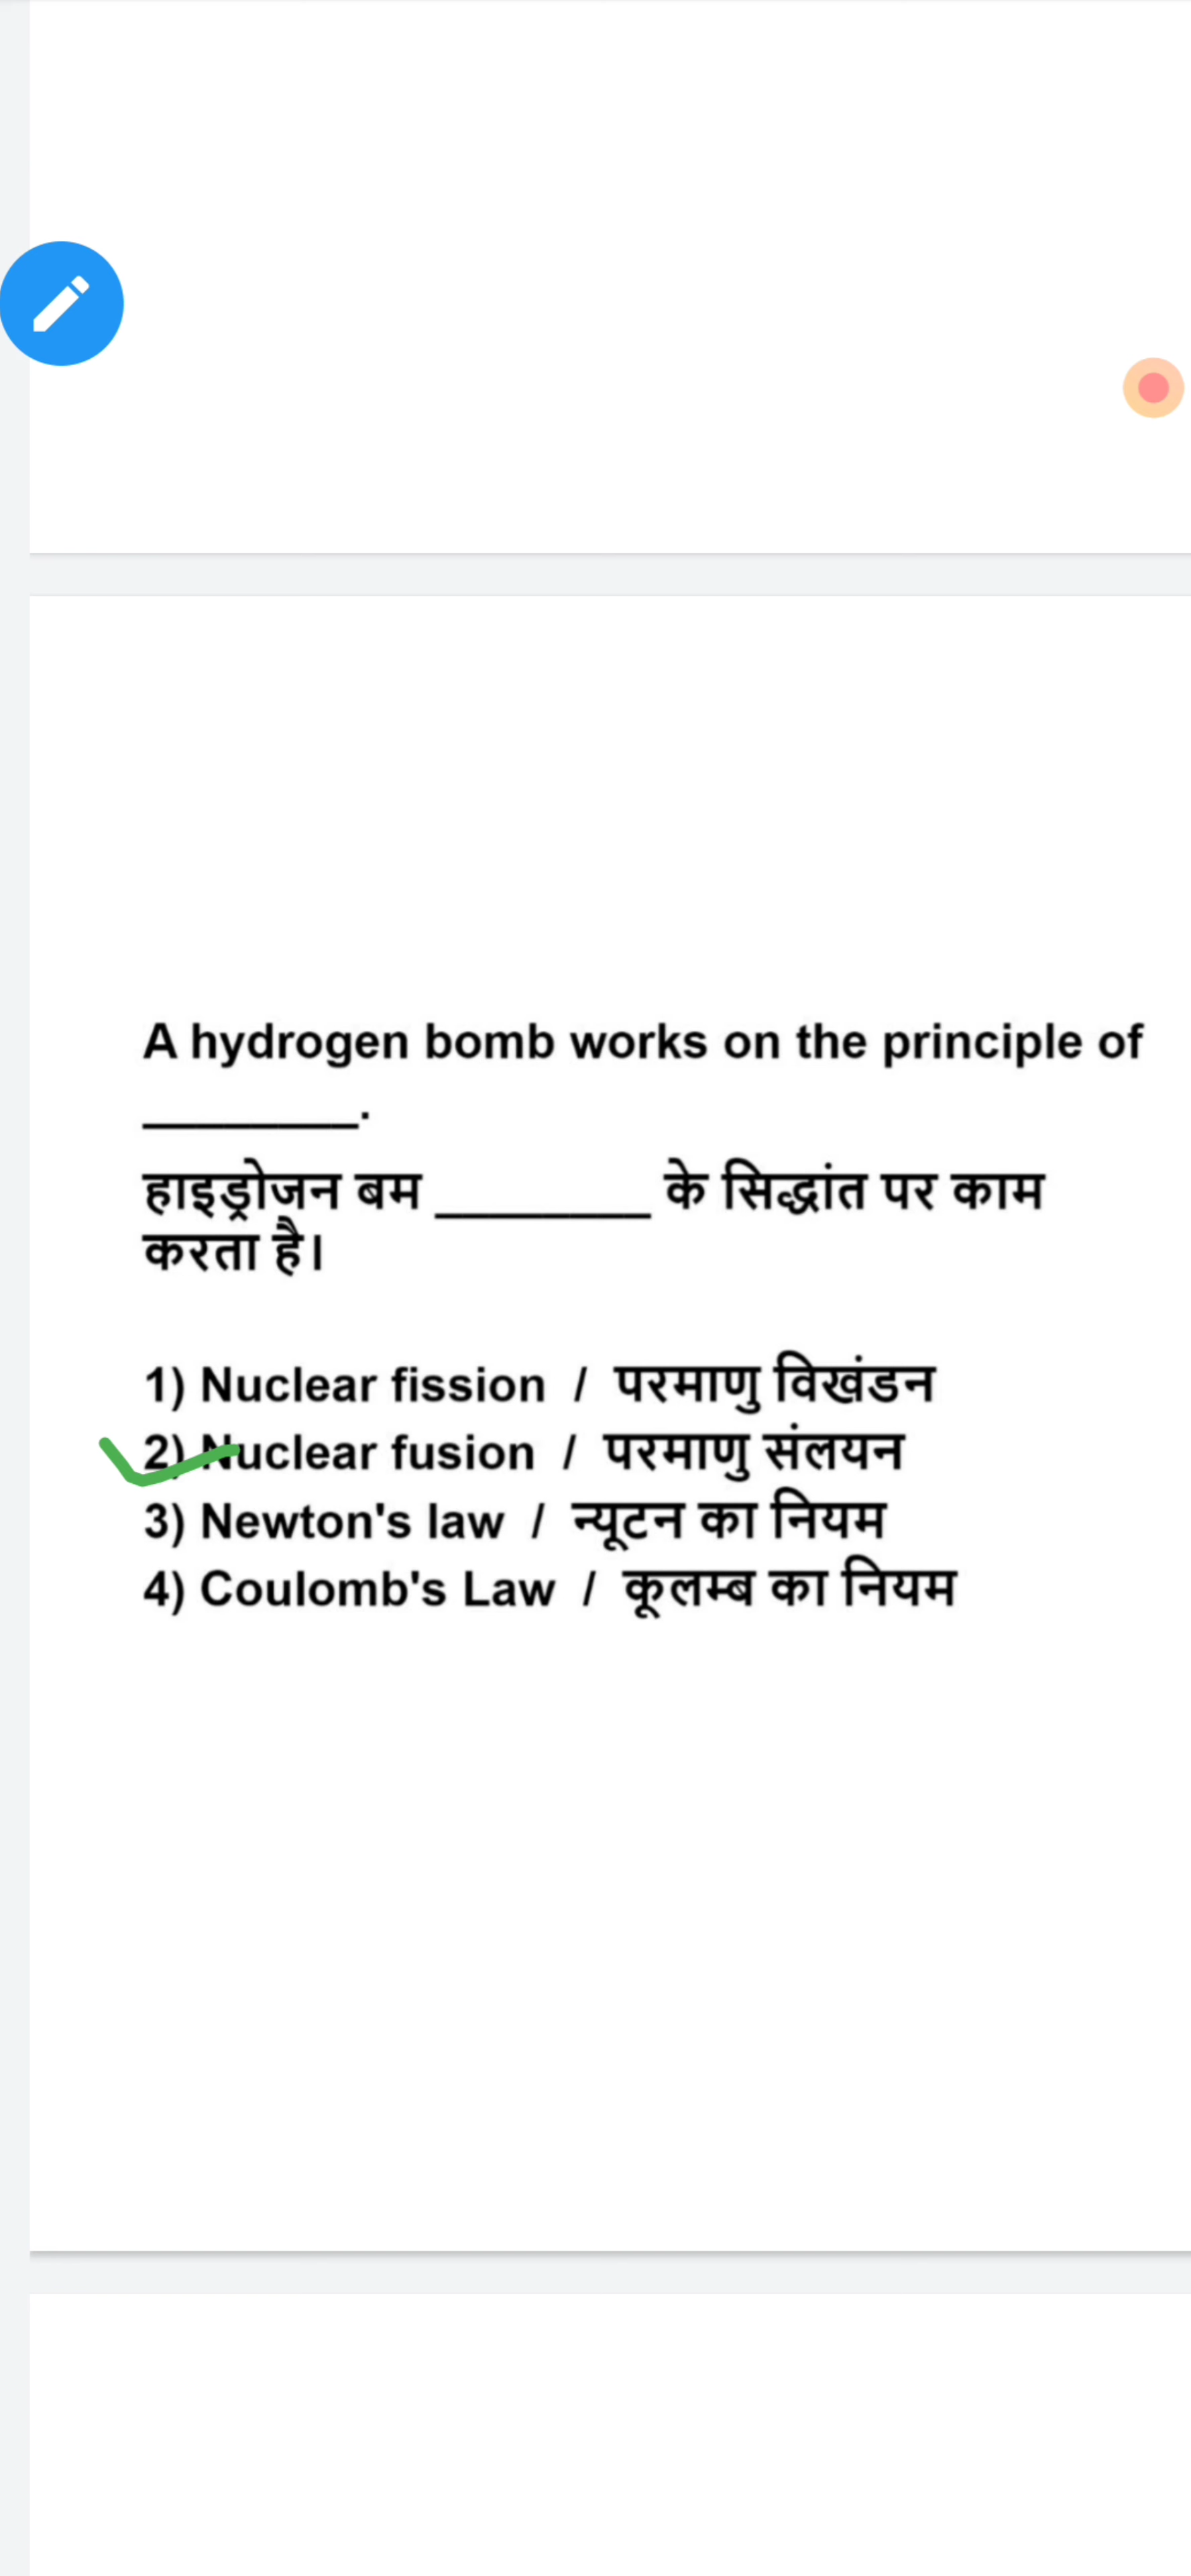 A hydrogen bomb works on the principle of
________.
हाइड्रोजन बम ________ के सिद्धांत पर काम
करता है।
1) Nuclear fission / परमाणु विखंडन
2) Nuclear fusion / परमाणु संलयन
3) Newton's law / न्यूटन का नियम
4) Coulomb's Law / कूलम्ब का नियम